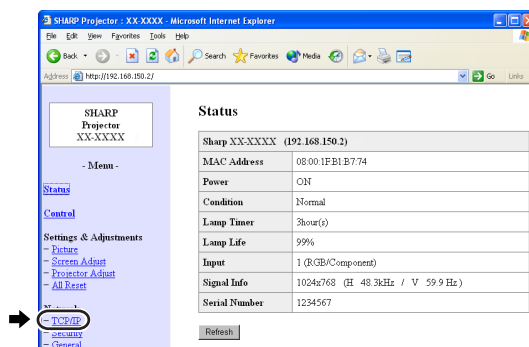 SHARP Projector : XX-XXXX - Microsoft Internet Explorer
File Edit View Favorites Tools Help
Back Search Favorites Media
Address http://192.168.150.2/ Go Links
SHARP
Projector
XX-XXXX
- Menu -
Status
Control
Settings & Adjustments
– Picture
– Screen Adjust
– Projector Adjust
– All Reset
– TCP/IP
– Security
– General
Status
Sharp XX-XXXX (192.168.150.2)
MAC Address 08:00:1F:B1:B7:74
Power ON
Condition Normal
Lamp Timer 3hour(s)
Lamp Life 99%
Input 1 (RGB/Component)
Signal Info 1024x768 (H 48.3kHz / V 59.9 Hz )
Serial Number 1234567
Refresh